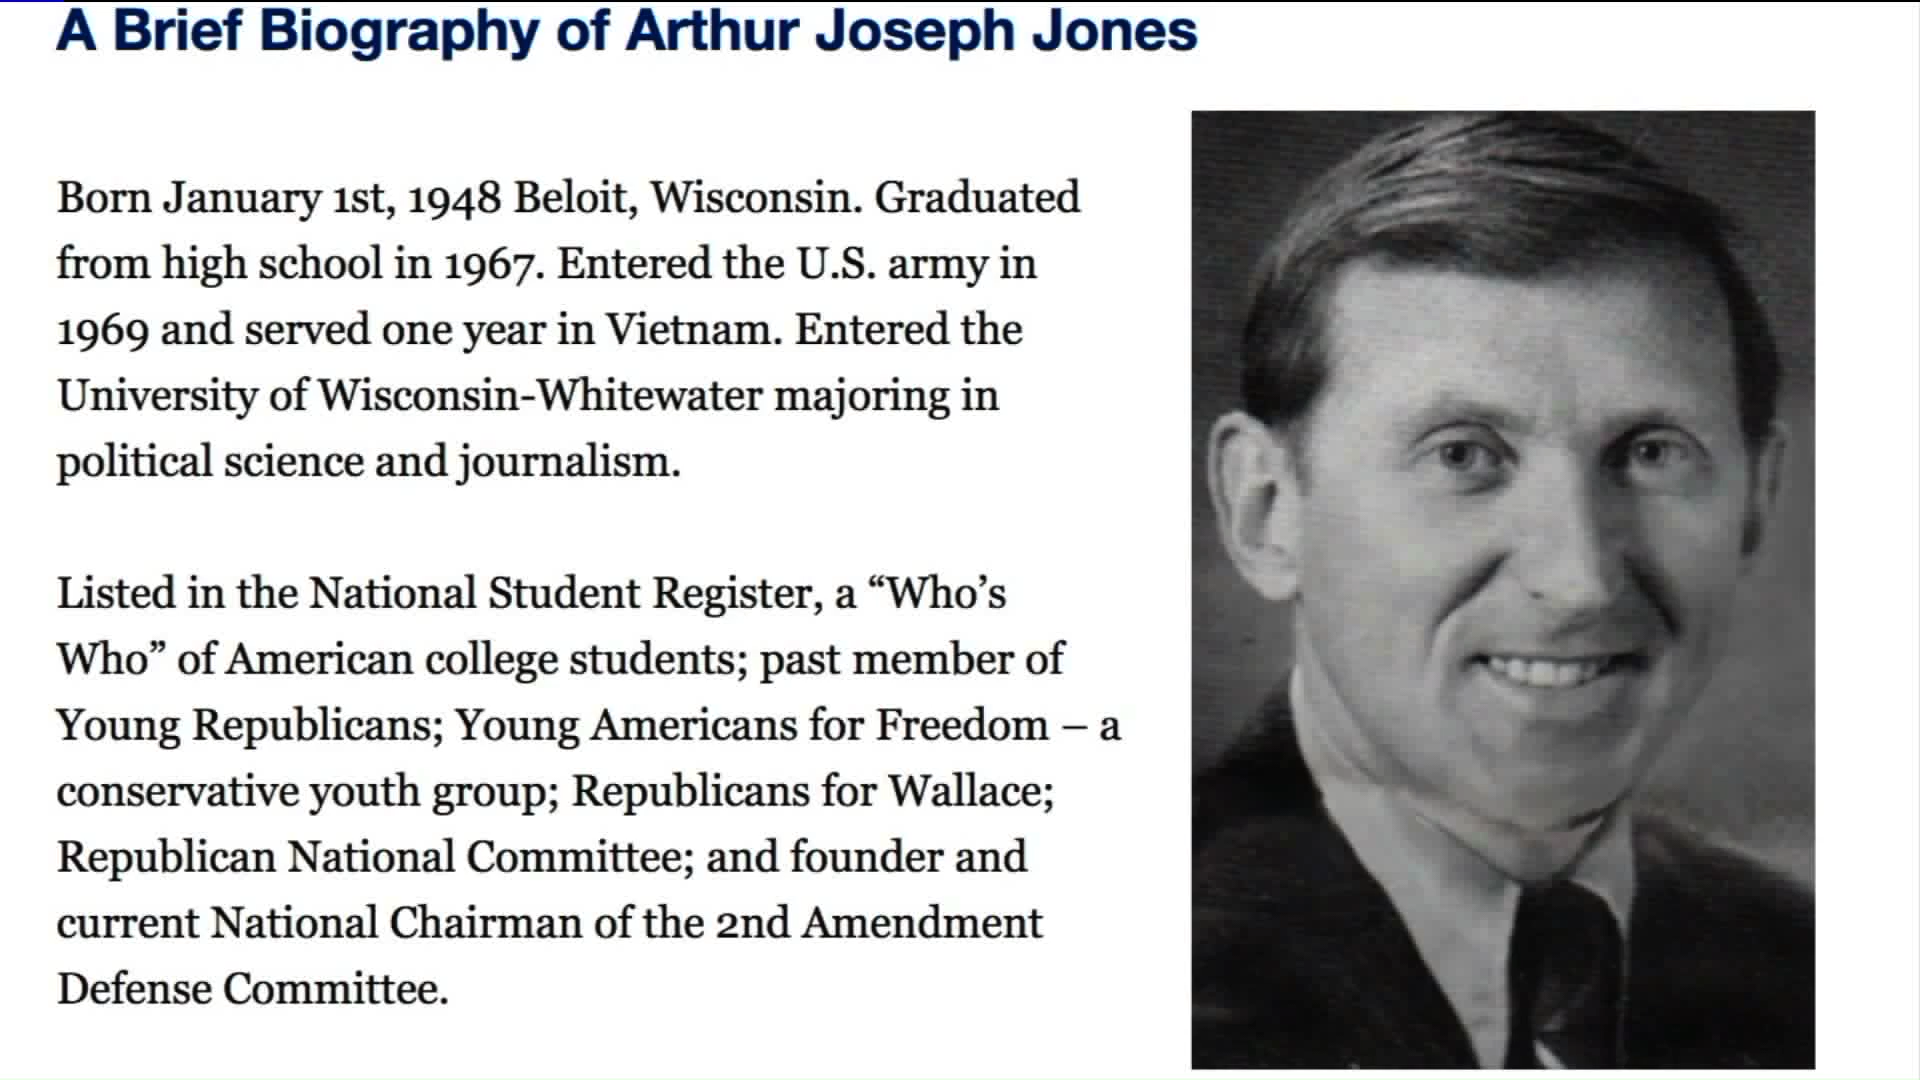 A Brief Biography of Arthur Joseph Jones
Born January 1st, 1948 Beloit, Wisconsin. Graduated
from high school in 1967. Entered the U.S. army in
1969 and served one year in Vietnam. Entered the
University of Wisconsin-Whitewater majoring in
political science and journalism.
Listed in the National Student Register, a “Who’s
Who” of American college students; past member of
Young Republicans; Young Americans for Freedom – a
conservative youth group; Republicans for Wallace;
Republican National Committee; and founder and
current National Chairman of the 2nd Amendment
Defense Committee.